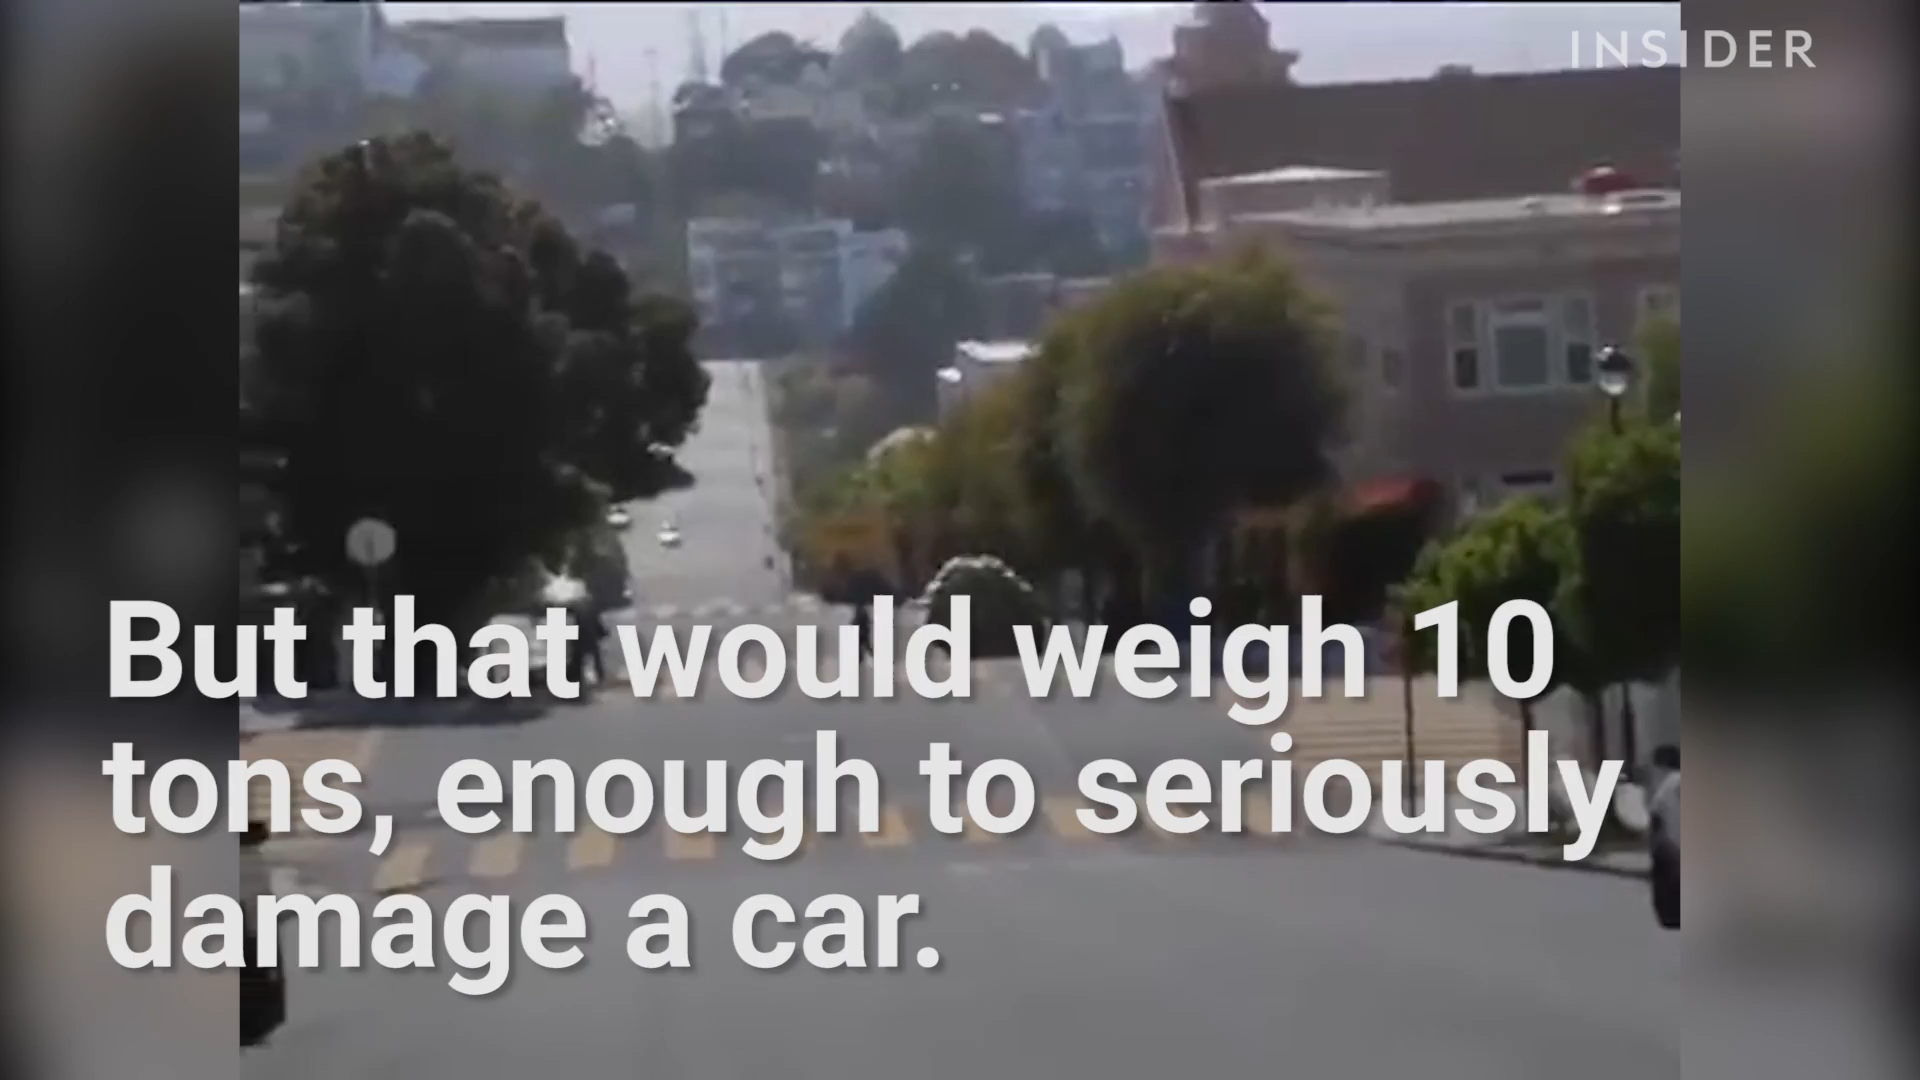 INSIDER
But that would weigh 10
tons, enough to seriously
damage a car.